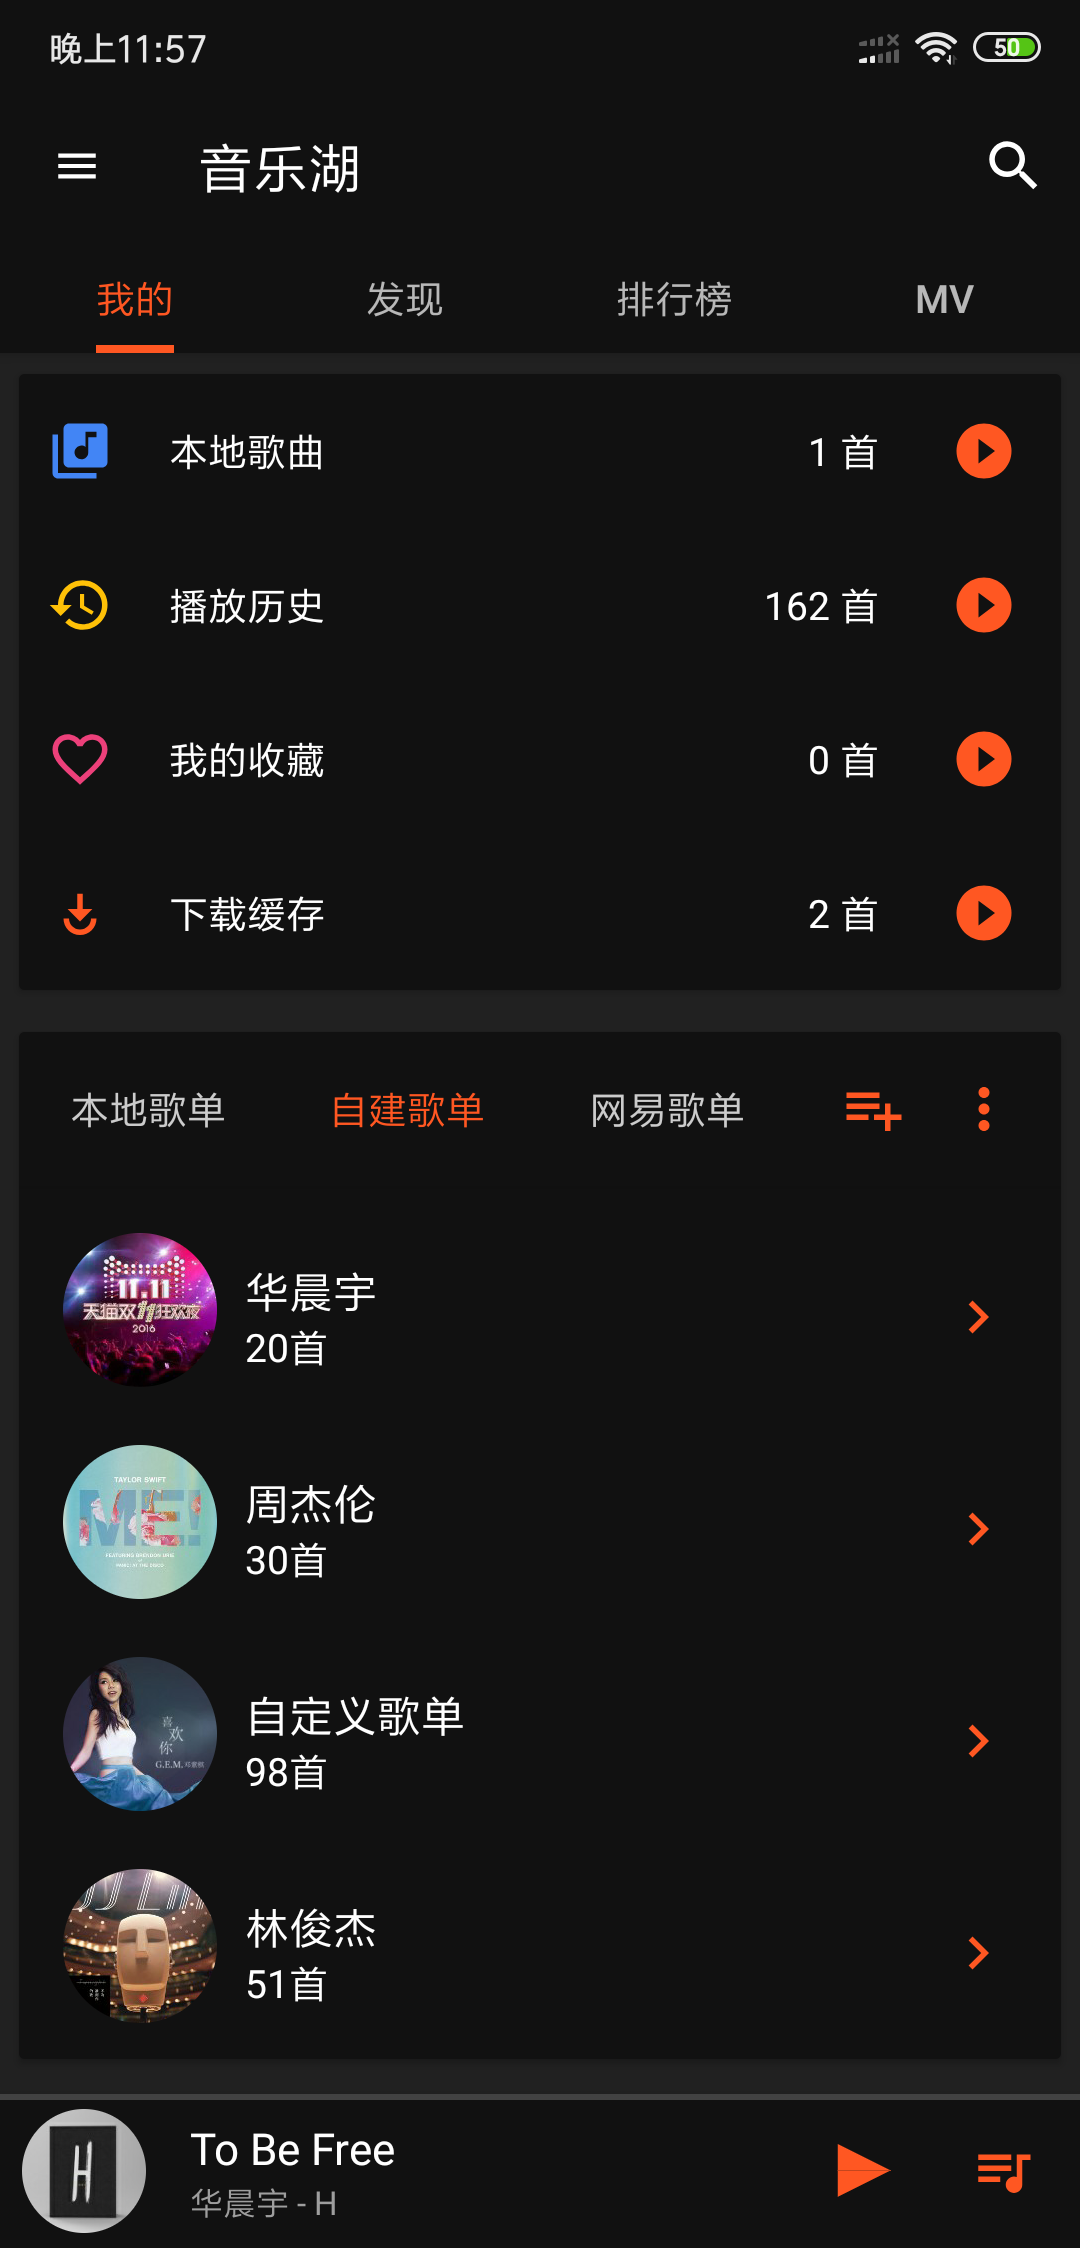 晚上11:57
50
音乐湖
我的
发现
排行榜
MV
本地歌曲
1 首
播放历史
162 首
我的收藏
0 首
下载缓存
2 首
本地歌单
自建歌单
网易歌单
11.11
天猫双11狂欢夜
2016
华晨宇
20首
TAYLOR SWIFT
ME!
周杰伦
30首
喜
欢
你
G.E.M.邓紫棋
自定义歌单
98首
林俊杰
51首
H
To Be Free
华晨宇 - H